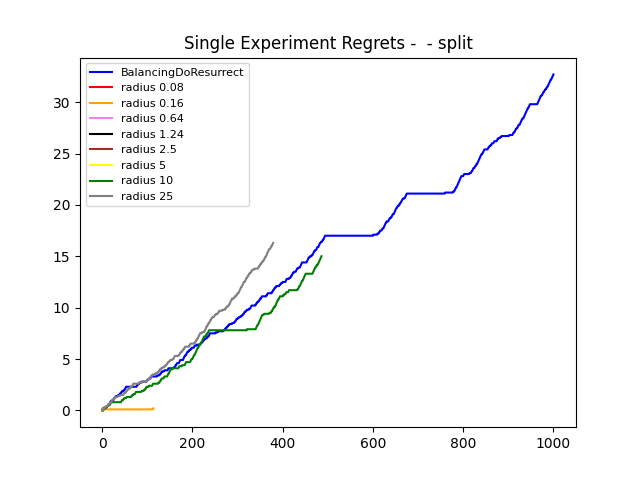 Single Experiment Regrets -  - split
BalancingDoResurrect
radius 0.08
radius 0.16
radius 0.64
radius 1.24
radius 2.5
radius 5
radius 10
radius 25
30
25
20
15
10
5
0
0 200 400 600 800 1000